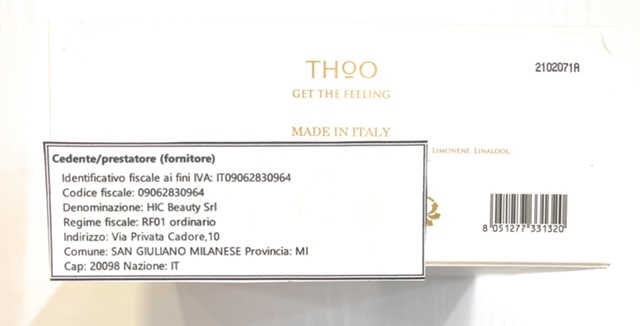 THOO
GET THE FEELING
2102071A
MADE IN ITALY
LIMONENE. LINALOOL.
Cedente/prestatore (fornitore)
Identificativo fiscale ai fini IVA: IT09062830964
Codice fiscale: 09062830964
Denominazione: HIC Beauty Srl
Regime fiscale: RF01 ordinario
Indirizzo: Via Privata Cadore,10
Comune: SAN GIULIANO MILANESE Provincia: MI
Cap: 20098 Nazione: IT
8 051277 331320